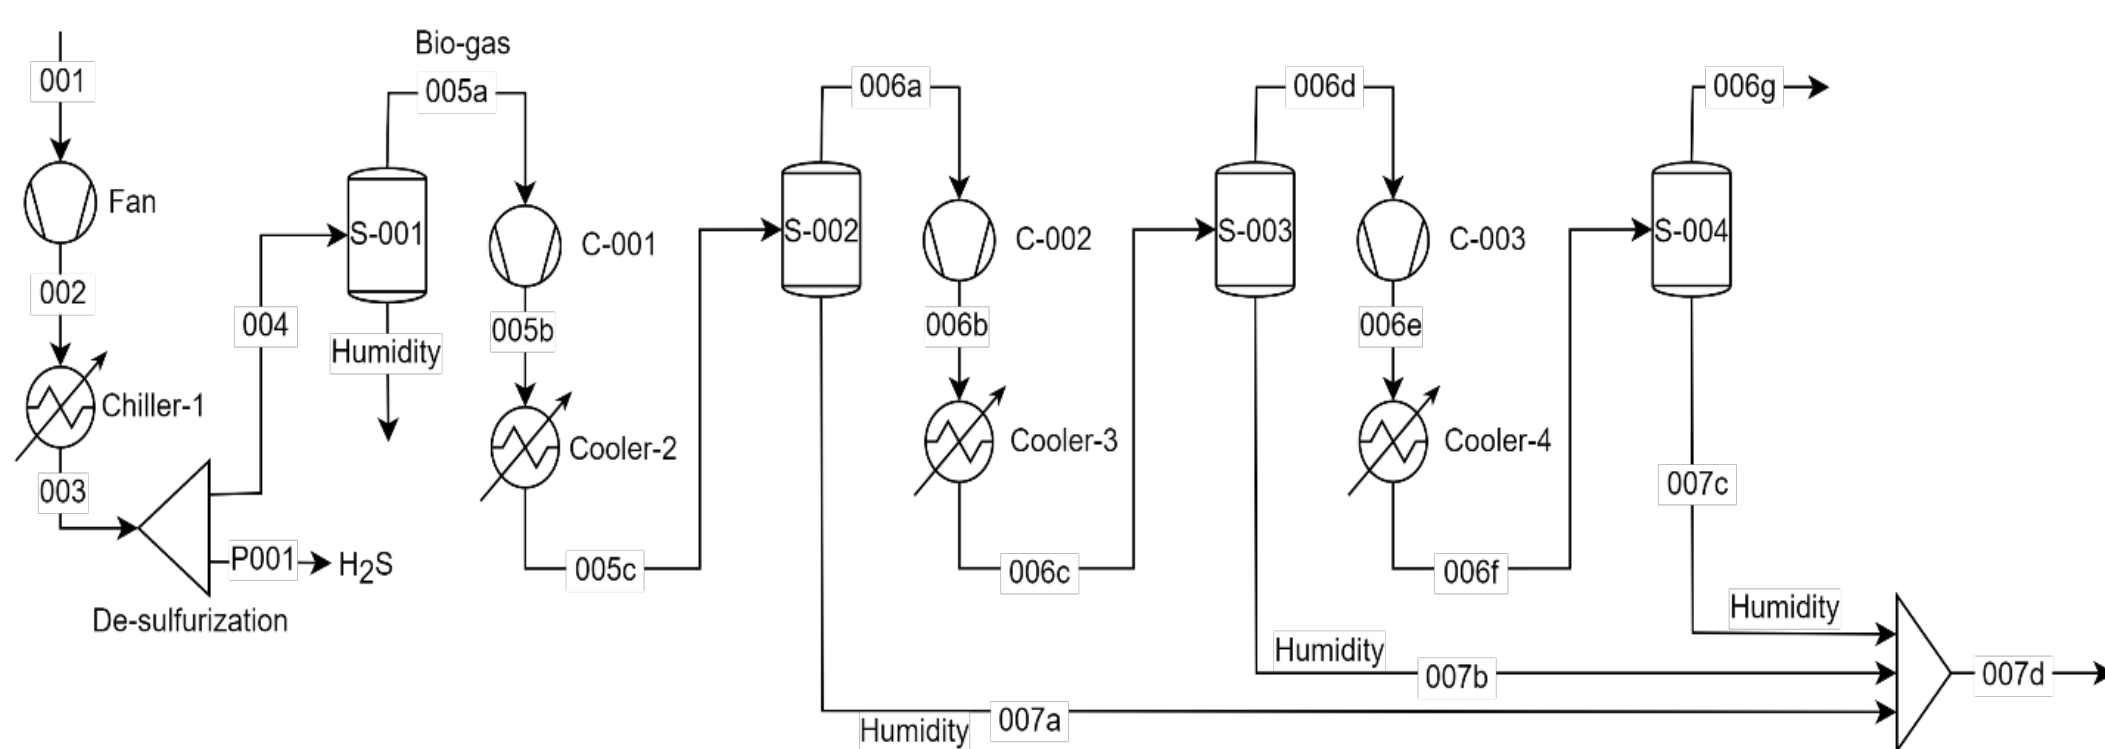 001
Fan
002
Chiller-1
003
De-sulfurization
P001
H₂S
004
S-001
Humidity
Bio-gas
005a
C-001
005b
Cooler-2
005c
S-002
006a
C-002
006b
Cooler-3
006c
S-003
006d
C-003
006e
Cooler-4
006f
S-004
006g
007c
Humidity
Humidity
007b
Humidity
007a
007d